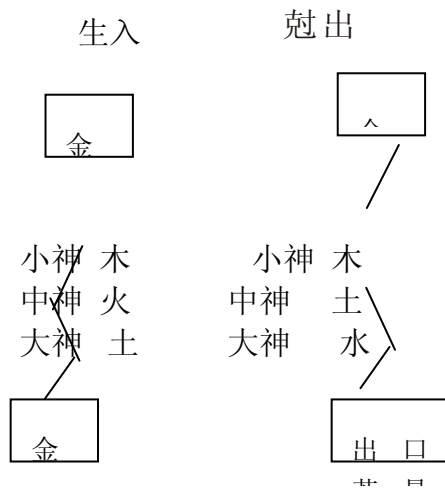 生入 尅出
金
小神 木 小神 木
中神 火 中神 土
大神 土 大神 水
金 出 口